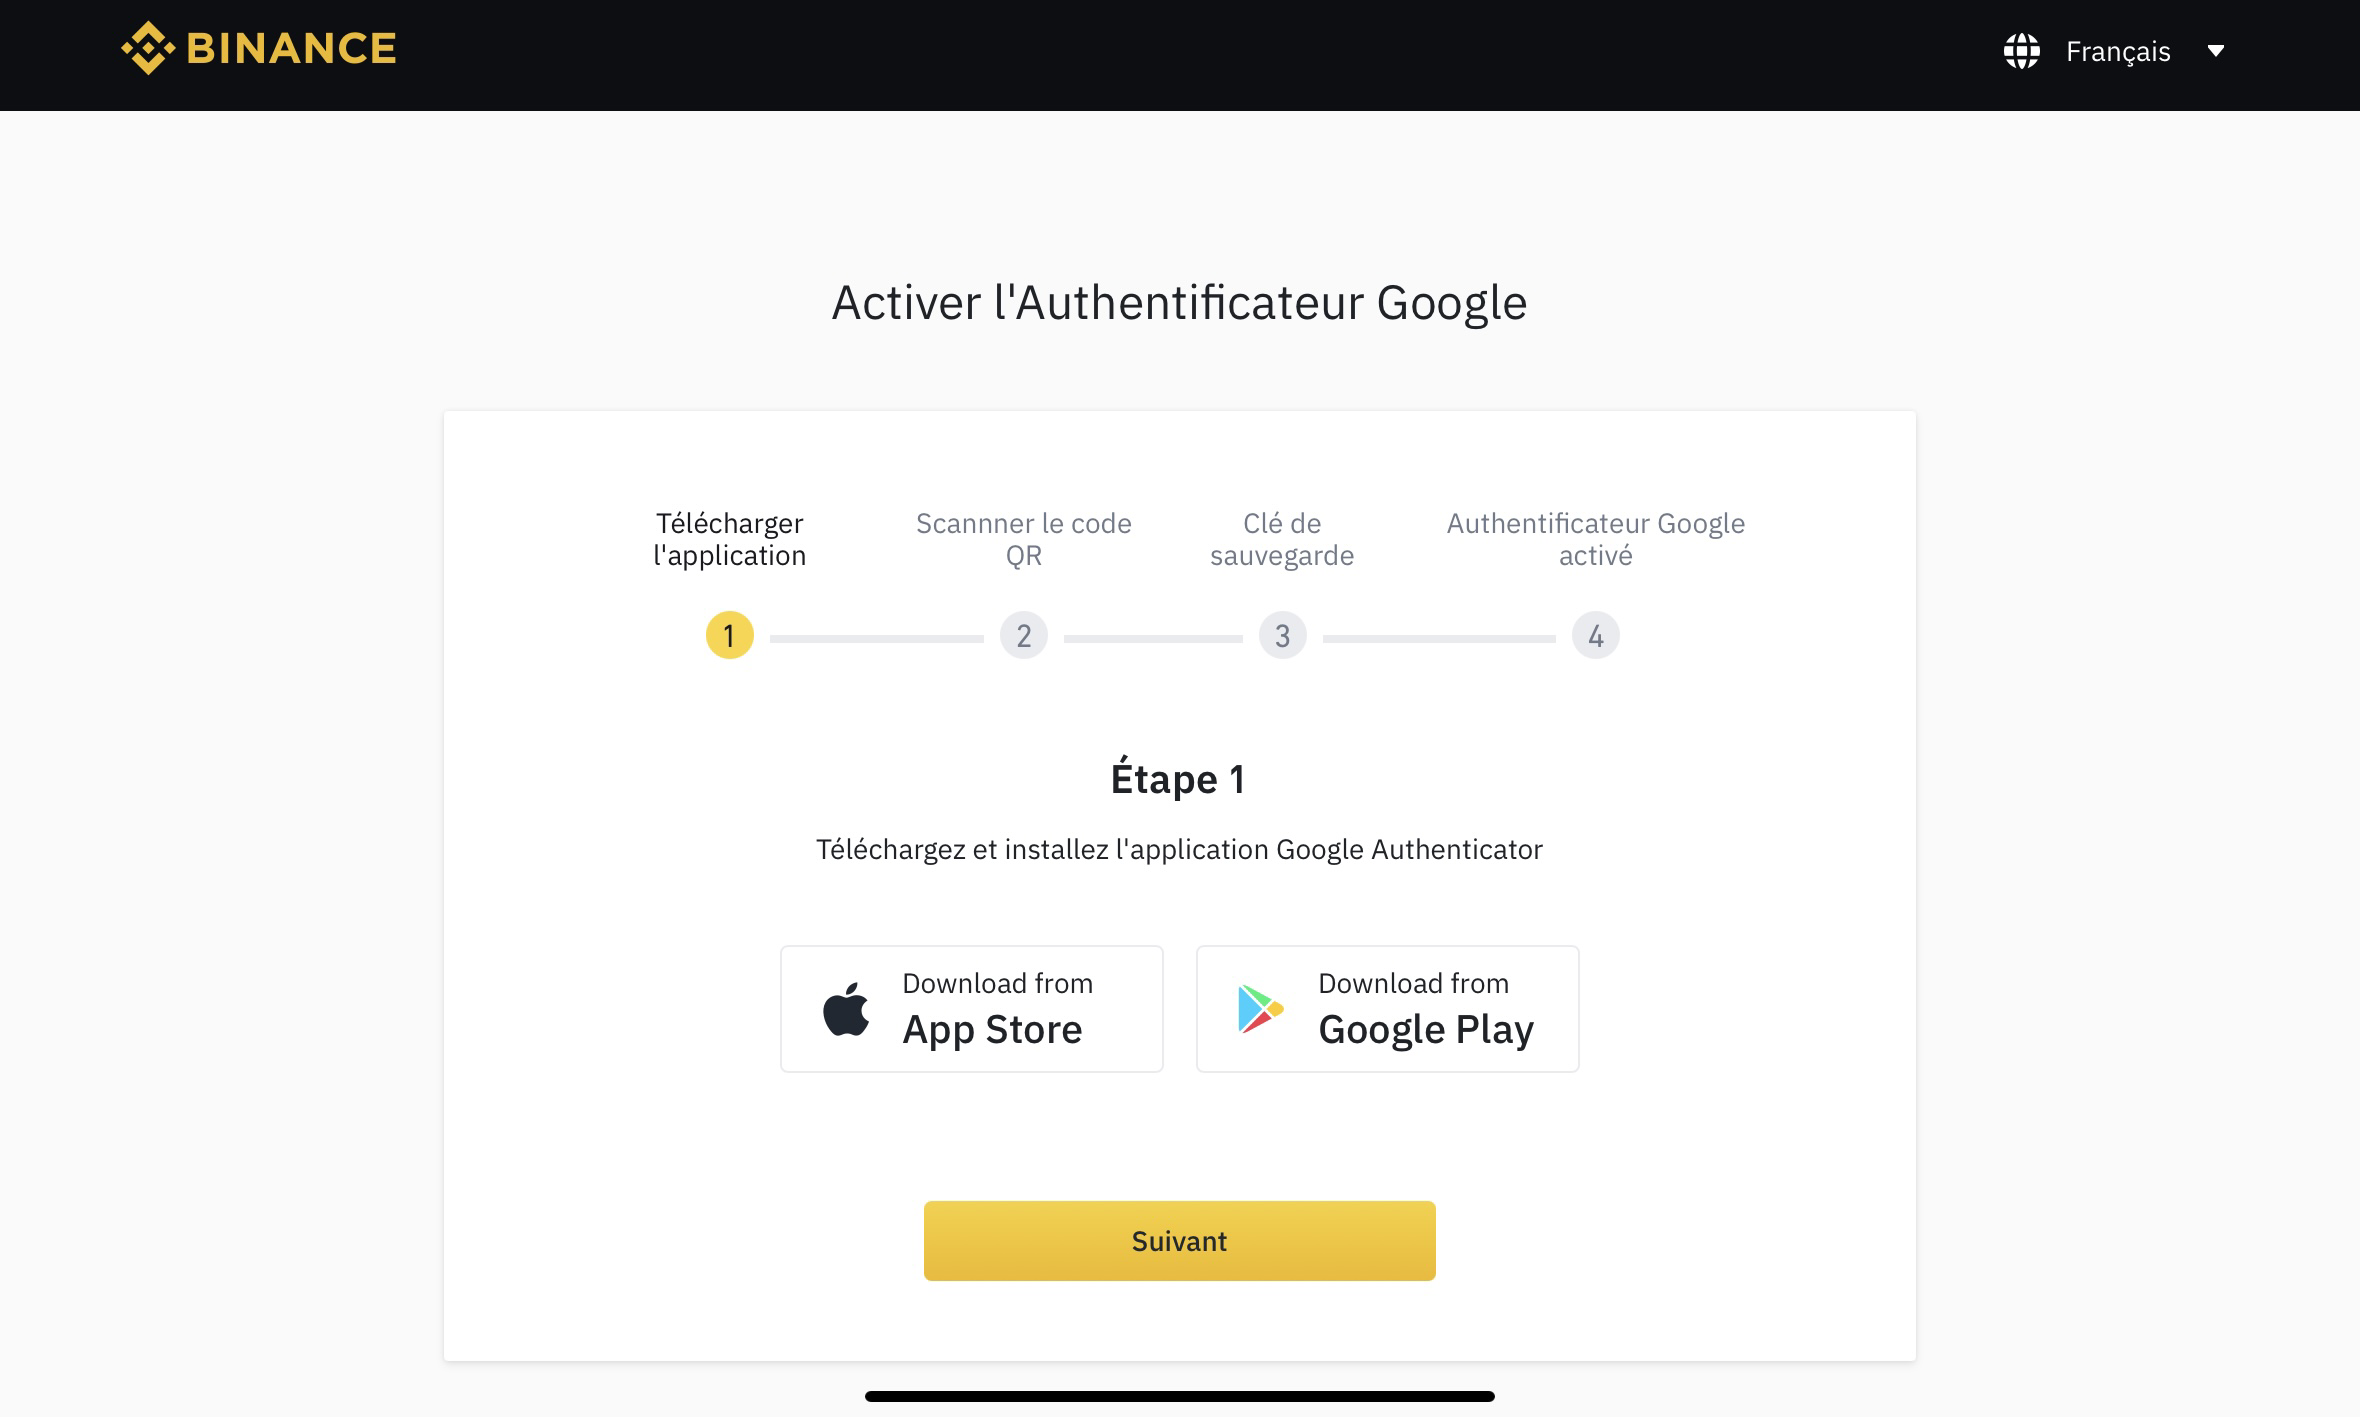 BINANCE
Français
Activer l'Authentificateur Google
Télécharger
l'application
Scannner le code
QR
Clé de
sauvegarde
Authentificateur Google
activé
1
2
3
4
Étape 1
Téléchargez et installez l'application Google Authenticator
Download from
App Store
Download from
Google Play
Suivant